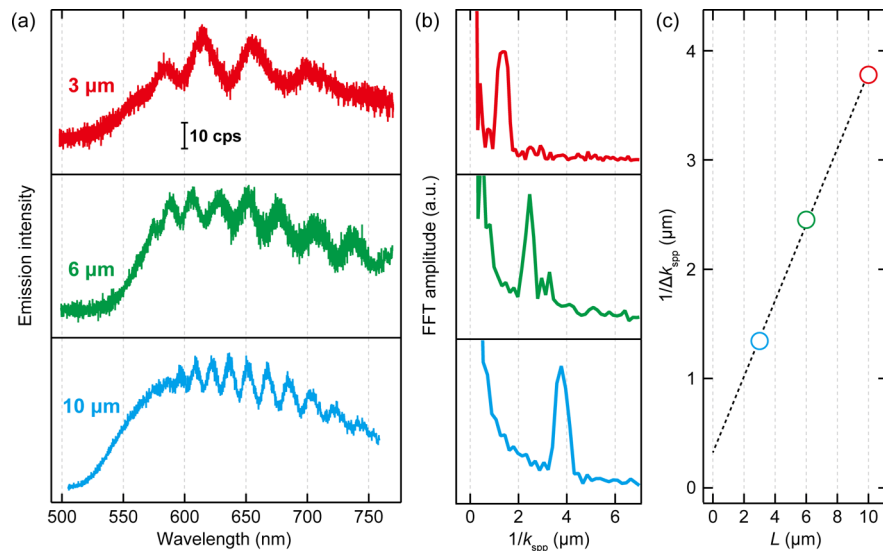 (a)
3 µm
10 cps
6 µm
10 µm
Emission intensity
500 550 600 650 700 750
Wavelength (nm)
(b)
FFT amplitude (a.u.)
0 2 4 6
1/kspp (µm)
(c)
4
3
2
1
0
1/Δkspp (µm)
0 2 4 6 8 10
L (µm)